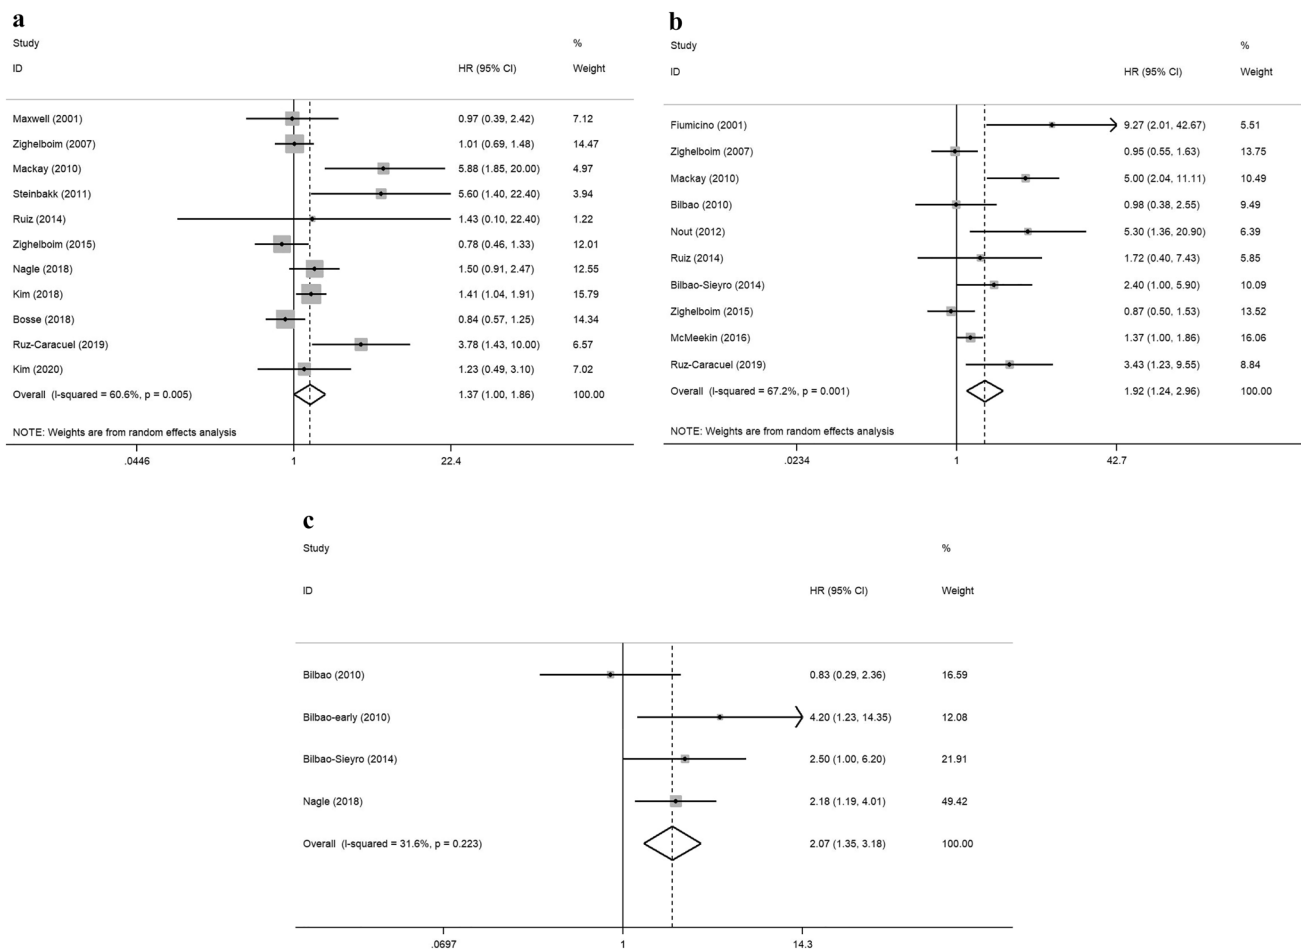 a
Study %
ID HR (95% CI) Weight
Maxwell (2001) 0.97 (0.39, 2.42) 7.12
Zighelboim (2007) 1.01 (0.69, 1.48) 14.47
Mackay (2010) 5.88 (1.85, 20.00) 4.97
Steinbakk (2011) 5.60 (1.40, 22.40) 3.94
Ruiz (2014) 1.43 (0.10, 22.40) 1.22
Zighelboim (2015) 0.78 (0.46, 1.33) 12.01
Nagle (2018) 1.50 (0.91, 2.47) 12.55
Kim (2018) 1.41 (1.04, 1.91) 15.79
Bosse (2018) 0.84 (0.57, 1.25) 14.34
Ruz-Caracuel (2019) 3.78 (1.43, 10.00) 6.57
Kim (2020) 1.23 (0.49, 3.10) 7.02
Overall (I-squared = 60.6%, p = 0.005) 1.37 (1.00, 1.86) 100.00
NOTE: Weights are from random effects analysis
.0446 1 22.4
b
Study %
ID HR (95% CI) Weight
Fiumicino (2001) 9.27 (2.01, 42.67) 5.51
Zighelboim (2007) 0.95 (0.55, 1.63) 13.75
Mackay (2010) 5.00 (2.04, 11.11) 10.49
Bilbao (2010) 0.98 (0.38, 2.55) 9.49
Nout (2012) 5.30 (1.36, 20.90) 6.39
Ruiz (2014) 1.72 (0.40, 7.43) 5.85
Bilbao-Sieyro (2014) 2.40 (1.00, 5.90) 10.09
Zighelboim (2015) 0.87 (0.50, 1.53) 13.52
McMeekin (2016) 1.37 (1.00, 1.86) 16.06
Ruz-Caracuel (2019) 3.43 (1.23, 9.55) 8.84
Overall (I-squared = 67.2%, p = 0.001) 1.92 (1.24, 2.96) 100.00
NOTE: Weights are from random effects analysis
.0234 1 42.7
c
Study %
ID HR (95% CI) Weight
Bilbao (2010) 0.83 (0.29, 2.36) 16.59
Bilbao-early (2010) 4.20 (1.23, 14.35) 12.08
Bilbao-Sieyro (2014) 2.50 (1.00, 6.20) 21.91
Nagle (2018) 2.18 (1.19, 4.01) 49.42
Overall (I-squared = 31.6%, p = 0.223) 2.07 (1.35, 3.18) 100.00
.0697 1 14.3